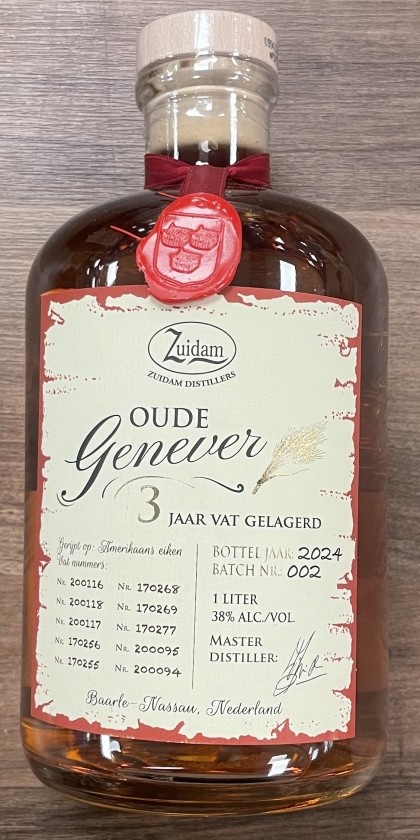 Zuidam
ZUIDAM DISTILLERS
OUDE
Genever
3 JAAR VAT GELAGERD
Gerijpt op: Amerikaans eiken
Vat nummers:
NR. 200116 NR. 170268
NR. 200118 NR. 170269
NR. 200117 NR. 170277
NR. 170256 NR. 200095
NR. 170255 NR. 200094
BOTTEL JAAR: 2024
BATCH NR.: 002
1 LITER
38% ALC./VOL.
MASTER
DISTILLER:
Baarle-Nassau, Nederland